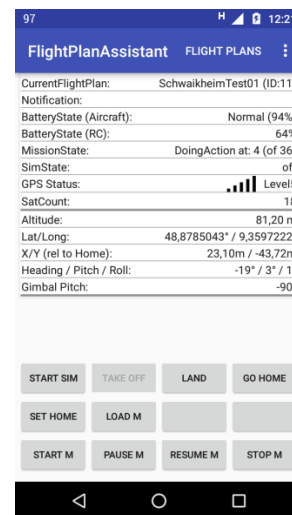 97 H 12:2
FlightPlanAssistant FLIGHT PLANS
CurrentFlightPlan: SchwaikheimTest01 (ID:11
Notification:
BatteryState (Aircraft): Normal (94%
BatteryState (RC): 64%
MissionState: DoingAction at: 4 (of 36
SimState: of
GPS Status: Level
SatCount: 18
Altitude: 81,20 m
Lat/Long: 48,8785043° / 9,3597222
X/Y (rel to Home): 23,10m / -43,72m
Heading / Pitch / Roll: -19° / 3° / 1
Gimbal Pitch: -90
START SIM TAKE OFF LAND GO HOME
SET HOME LOAD M
START M PAUSE M RESUME M STOP M